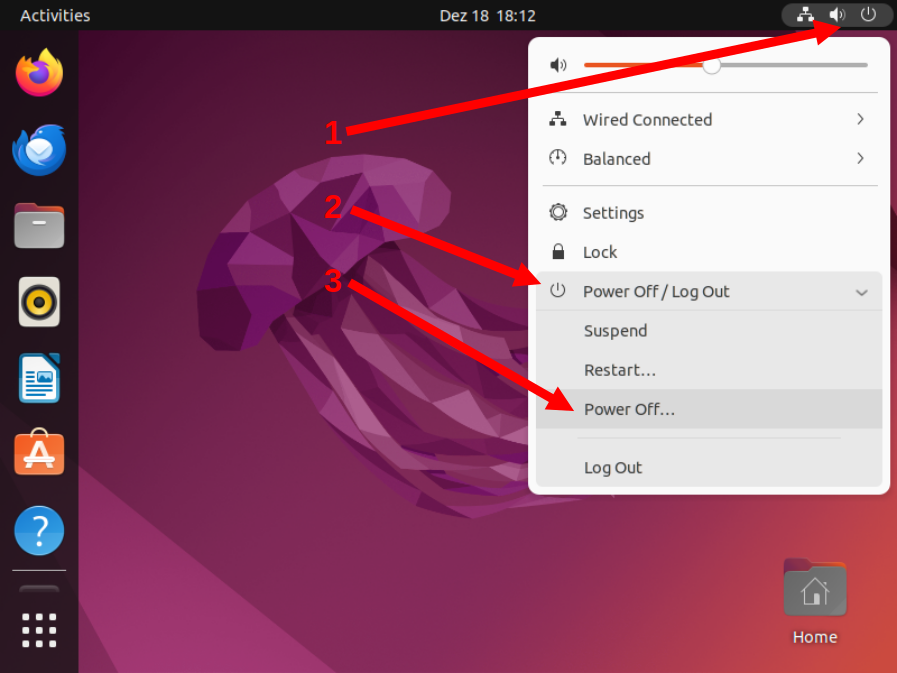 Activities
Dez 18 18:12
1
Wired Connected
Balanced
2
Settings
Lock
3
Power Off / Log Out
Suspend
Restart...
Power Off...
Log Out
?
Home